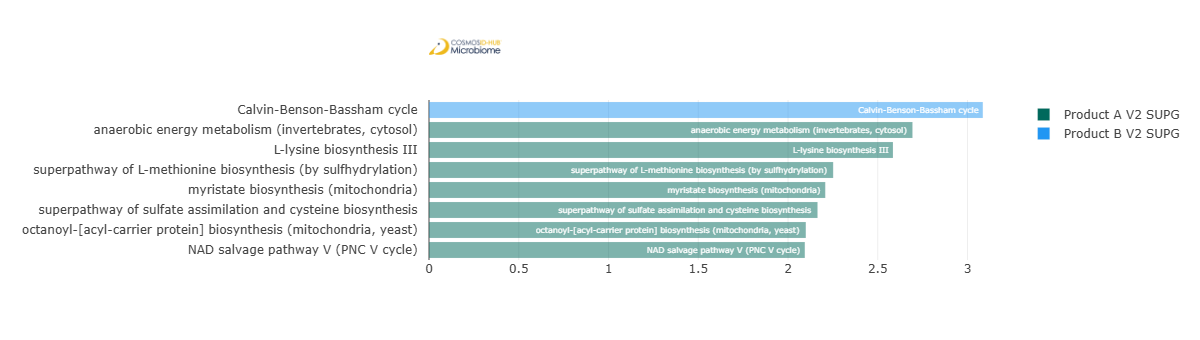 COSMOSID-HUB
Microbiome
Calvin-Benson-Bassham cycle
Calvin-Benson-Bassham cycle
anaerobic energy metabolism (invertebrates, cytosol)
anaerobic energy metabolism (invertebrates, cytosol)
L-lysine biosynthesis III
L-lysine biosynthesis III
superpathway of L-methionine biosynthesis (by sulfhydrylation)
superpathway of L-methionine biosynthesis (by sulfhydrylation)
myristate biosynthesis (mitochondria)
myristate biosynthesis (mitochondria)
superpathway of sulfate assimilation and cysteine biosynthesis
superpathway of sulfate assimilation and cysteine biosynthesis
octanoyl-[acyl-carrier protein] biosynthesis (mitochondria, yeast)
octanoyl-[acyl-carrier protein] biosynthesis (mitochondria, yeast)
NAD salvage pathway V (PNC V cycle)
NAD salvage pathway V (PNC V cycle)
0 0.5 1 1.5 2 2.5 3
Product A V2 SUPG
Product B V2 SUPG